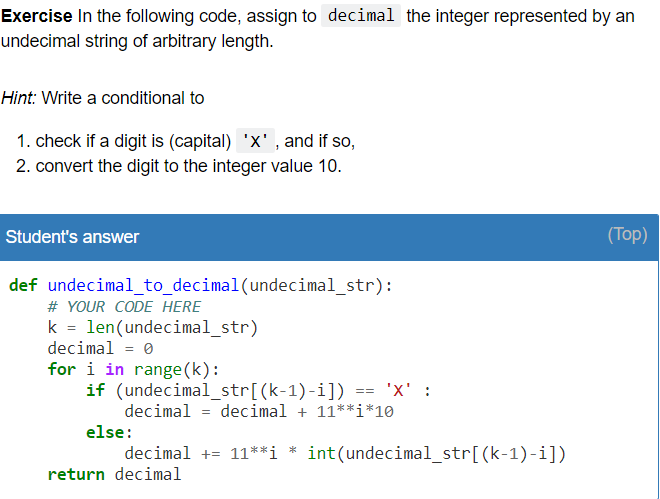 Exercise In the following code, assign to decimal the integer represented by an
undecimal string of arbitrary length.
Hint: Write a conditional to
1. check if a digit is (capital) 'X' , and if so,
2. convert the digit to the integer value 10.
Student's answer (Top)
def undecimal_to_decimal(undecimal_str):
    # YOUR CODE HERE
    k = len(undecimal_str)
    decimal = 0
    for i in range(k):
        if (undecimal_str[(k-1)-i]) == 'X' :
            decimal = decimal + 11**i*10
        else:
            decimal += 11**i * int(undecimal_str[(k-1)-i])
    return decimal